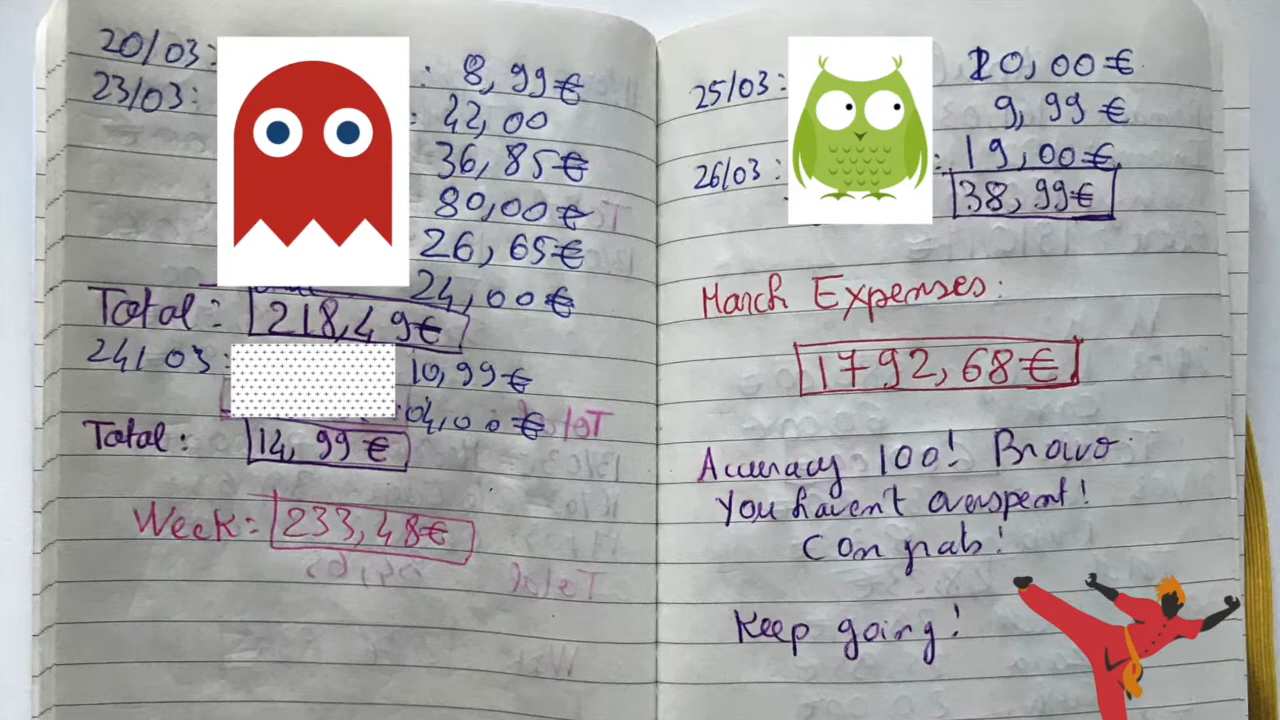 20/03: : 8,99€
23/03: : 42,00
36,85€
80,00€
26,65€
24,00€
Total: 218,49€
24/03: 10,99€
:04,00€
Total: 14,99€
Week: 233,48€
25/03: 10,00€
9,99€
26/03: : 19,00€
38,99€
March Expenses:
1792,68€
Accuracy 100! Bravo
You haven't overspent!
Congrats!
Keep going!